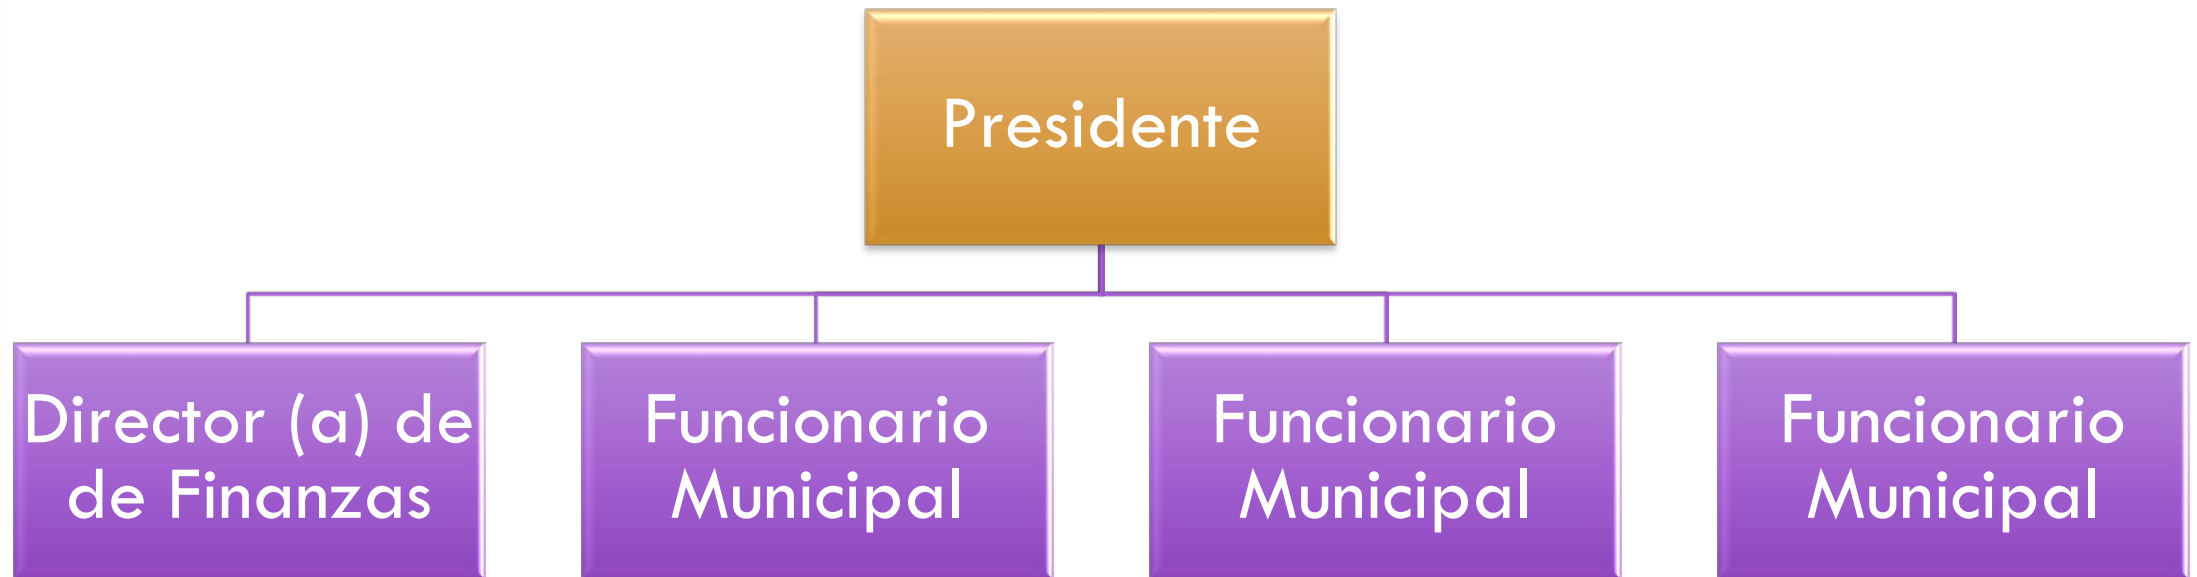 Presidente
Director (a) de
de Finanzas
Funcionario
Municipal
Funcionario
Municipal
Funcionario
Municipal